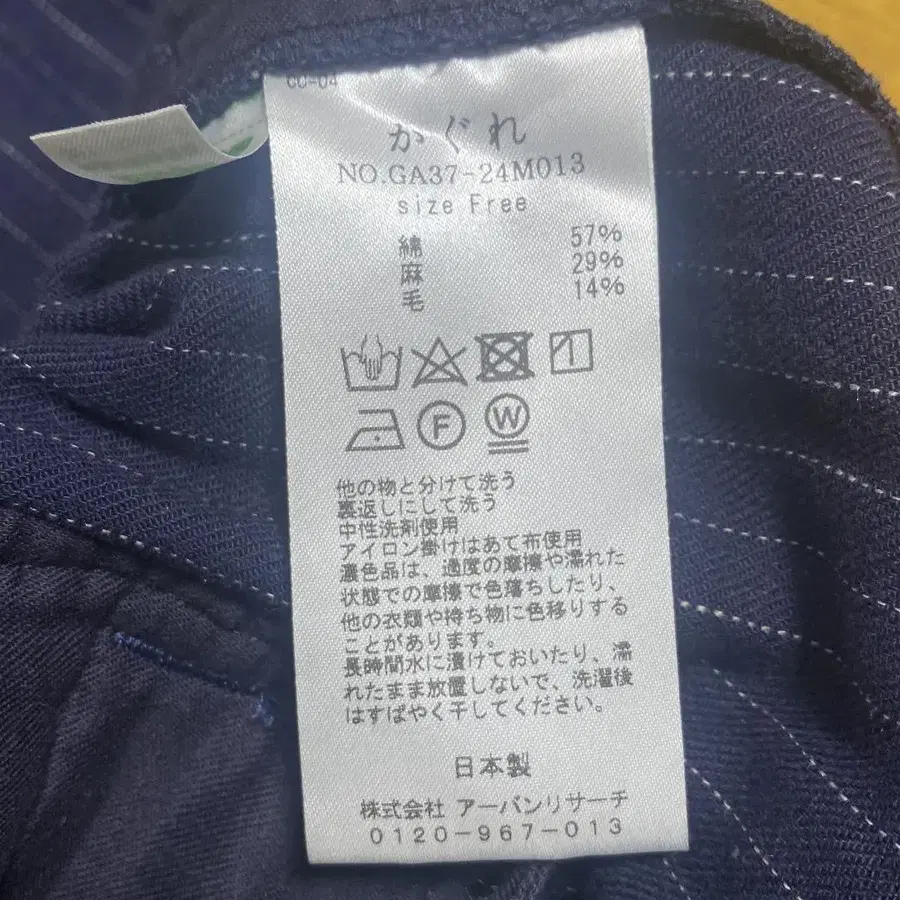 CC-04
かぐれ
NO.GA37-24M013
size Free
綿 57%
麻 29%
毛 14%
F W
他の物と分けて洗う
裏返しにして洗う
中性洗剤使用
アイロン掛けはあて布使用
濃色品は、過度の摩擦や濡れた
状態での摩擦で色落ちしたり、
他の衣類や持ち物に色移りする
ことがあります。
長時間水に漬けておいたり、濡
れたまま放置しないで、洗濯後
はすばやく干してください。
日本製
株式会社 アーバンリサーチ
0120-967-013